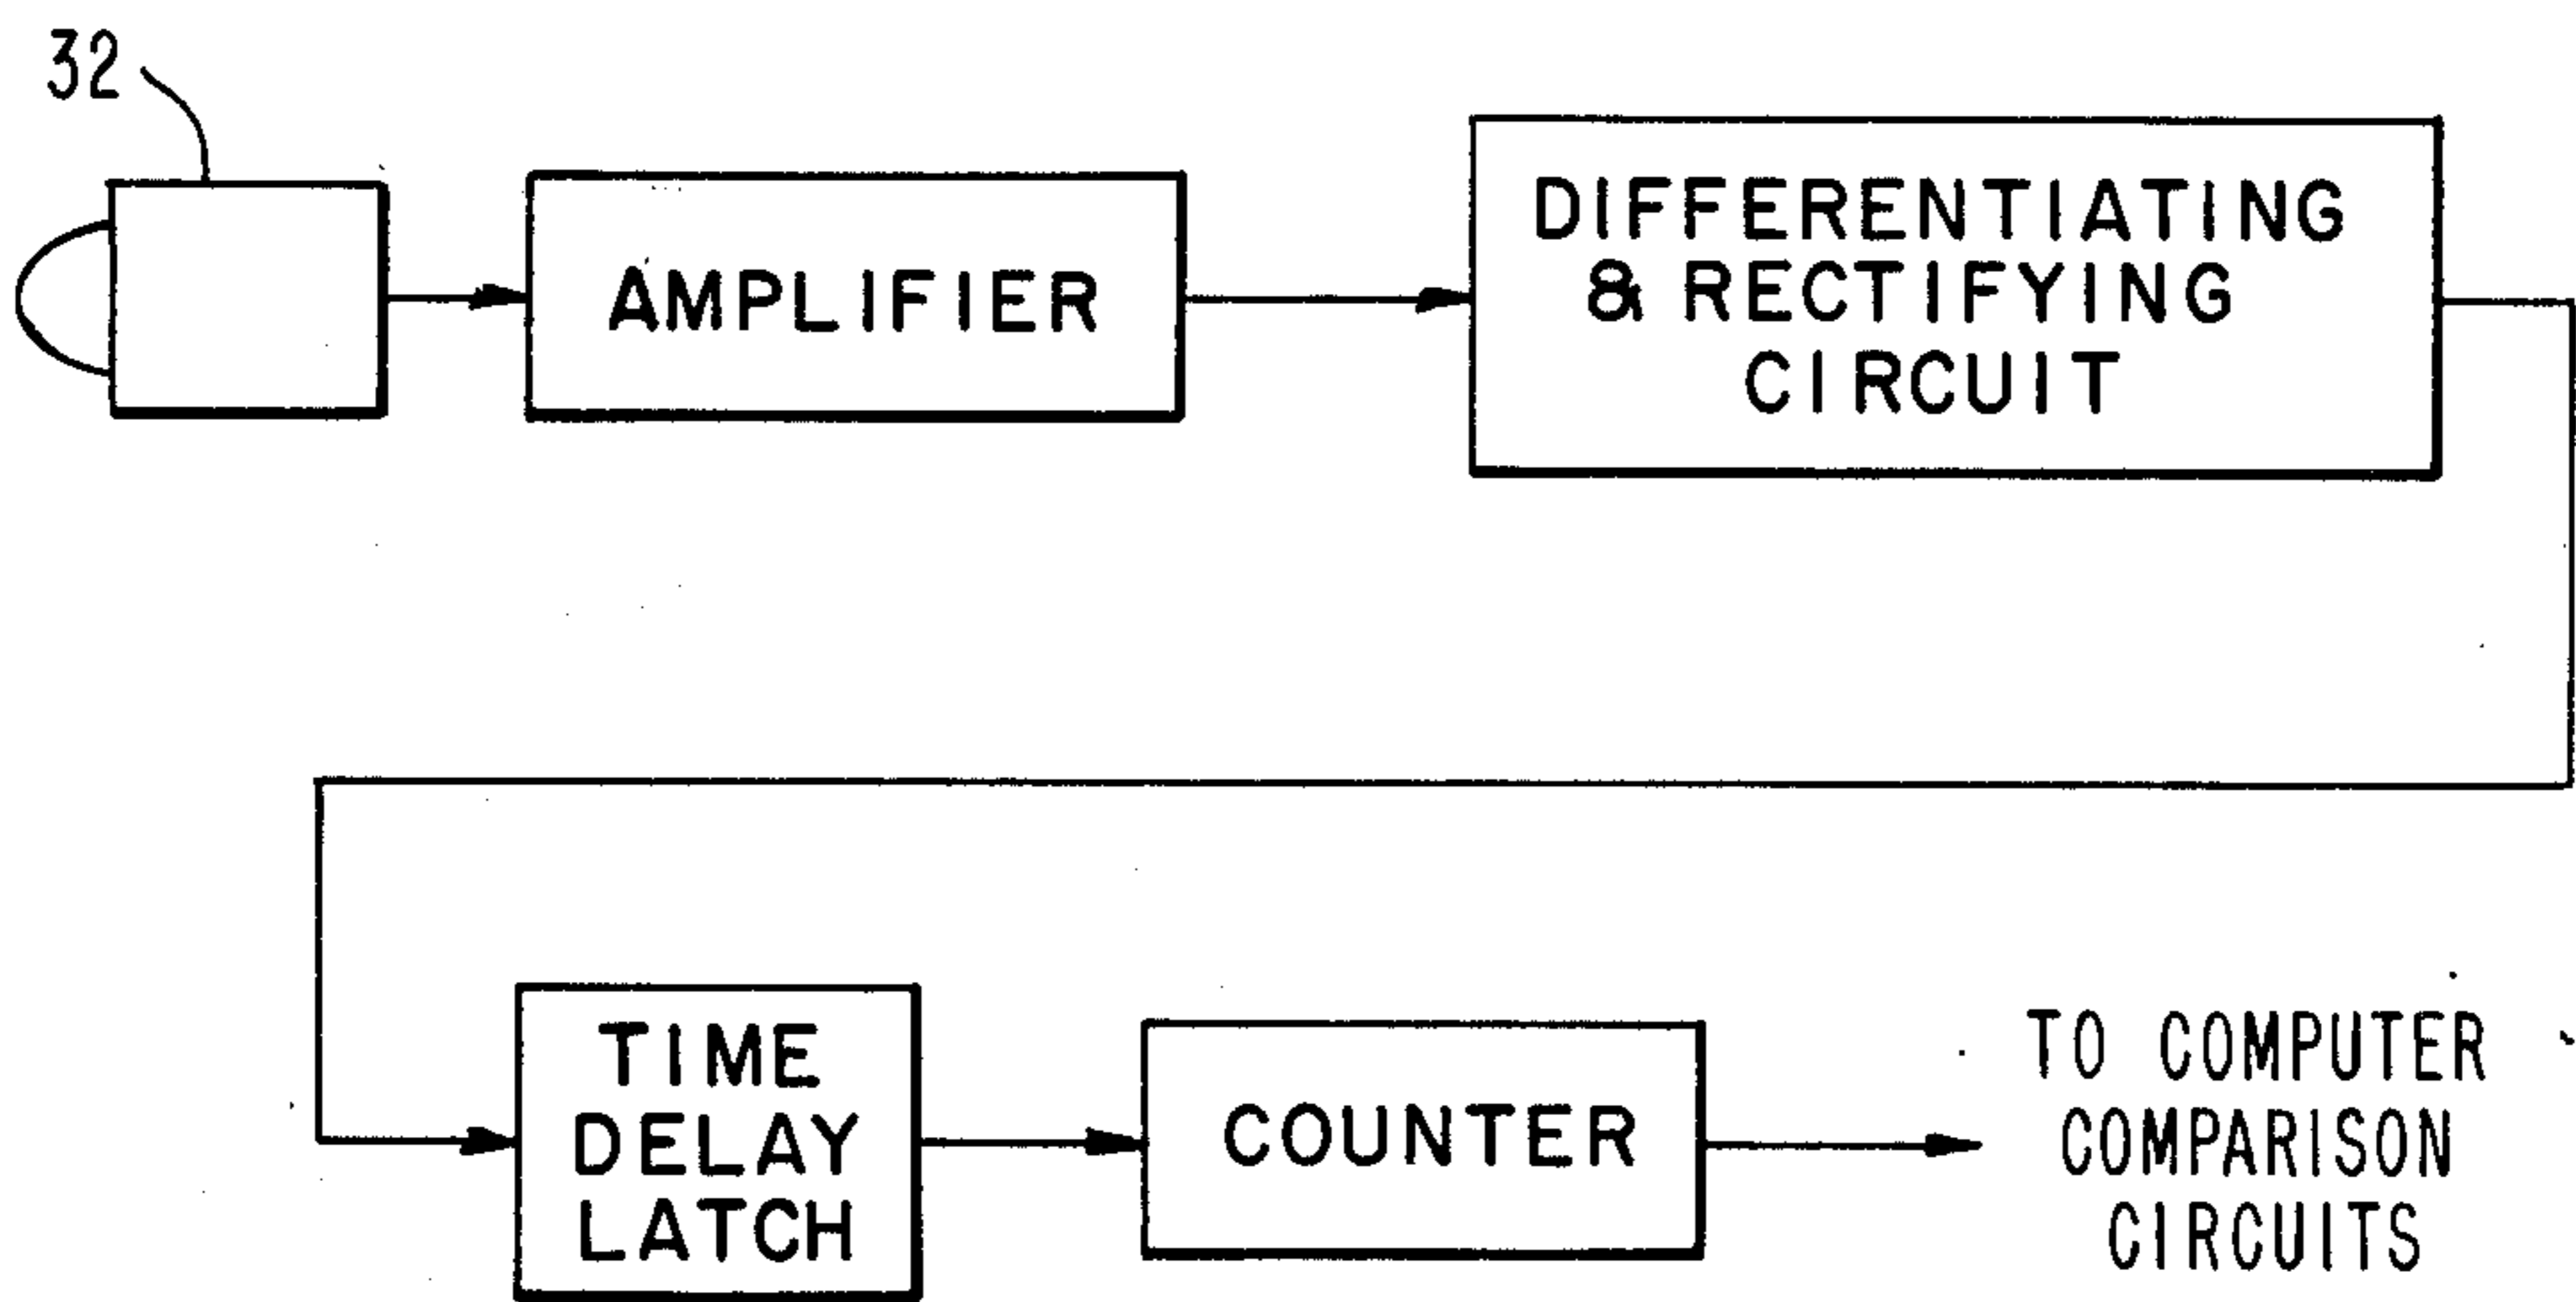 32
AMPLIFIER
DIFFERENTIATING
& RECTIFYING
CIRCUIT
TIME
DELAY
LATCH
COUNTER
TO COMPUTER
COMPARISON
CIRCUITS